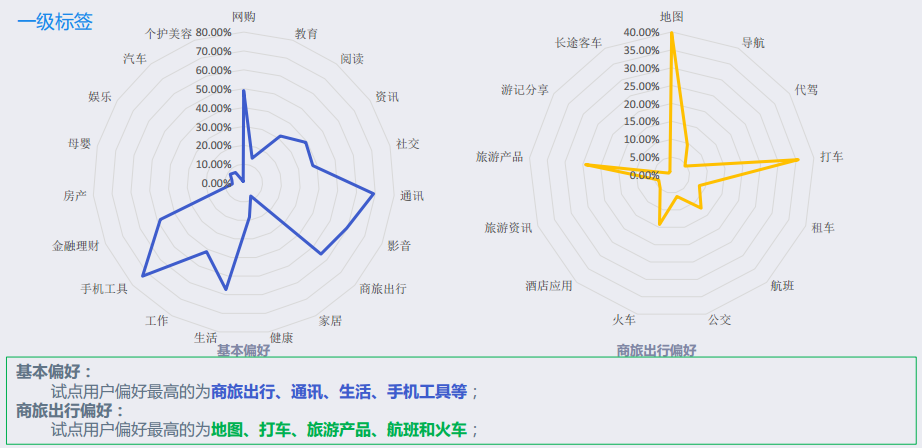 一级标签
网购
教育
阅读
资讯
社交
通讯
影音
商旅出行
家居
健康
生活
工作
手机工具
金融理财
房产
母婴
娱乐
汽车
个护美容
80.00%
70.00%
60.00%
50.00%
40.00%
30.00%
20.00%
10.00%
0.00%
基本偏好
地图
导航
代驾
打车
租车
航班
公交
火车
酒店应用
旅游资讯
旅游产品
游记分享
长途客车
40.00%
35.00%
30.00%
25.00%
20.00%
15.00%
10.00%
5.00%
0.00%
商旅出行偏好
基本偏好：
试点用户偏好最高的为商旅出行、通讯、生活、手机工具等；
商旅出行偏好：
试点用户偏好最高的为地图、打车、旅游产品、航班和火车；